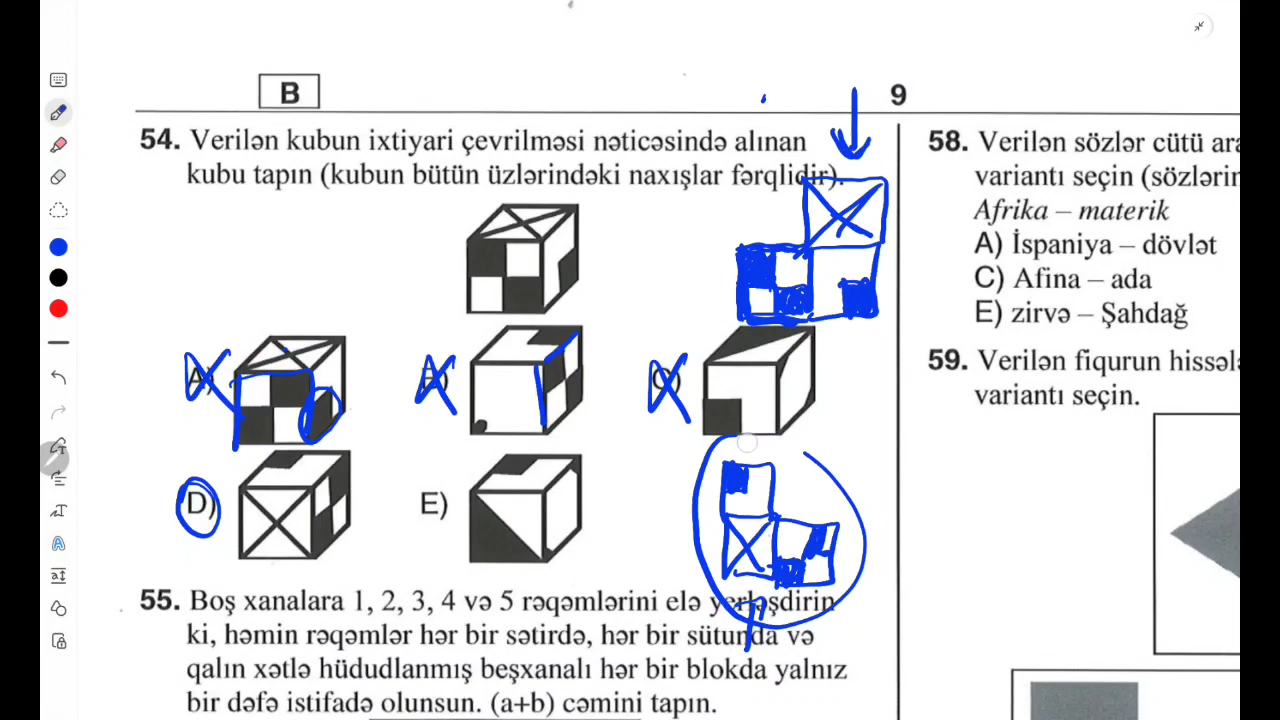 B
9
54. Verilən kubun ixtiyari çevrilməsi nəticəsində alınan
kubu tapın (kubun bütün üzlərindəki naxışlar fərqlidir).
A)
C)
D)
E)
55. Boş xanalara 1, 2, 3, 4 və 5 rəqəmlərini elə yerləşdirin
ki, həmin rəqəmlər hər bir sətirdə, hər bir sütunda və
qalın xətlə hüdudlanmış beşxanalı hər bir blokda yalnız
bir dəfə istifadə olunsun. (a+b) cəmini tapın.
58. Verilən sözlər cütü
variantı seçin
Afrika – materik
A) İspaniya – dövlət
C) Afina – ada
E) zirvə – Şahdağ
59. Verilən fiqurun
variantı seçin.